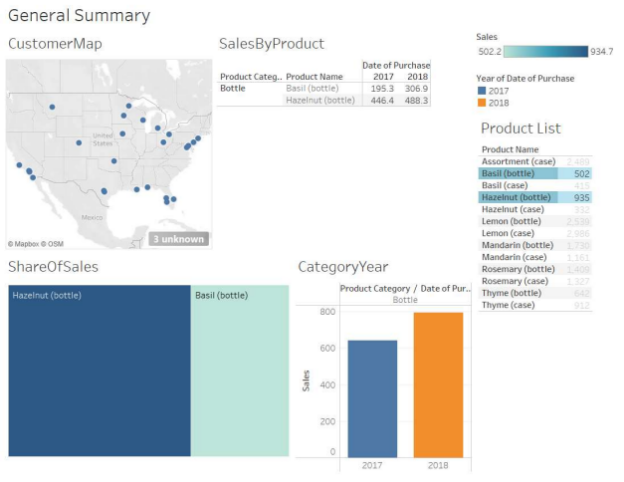 General Summary
CustomerMap
United States
Mexico
© Mapbox © OSM
3 unknown
SalesByProduct
Date of Purchase
Product Categ.. Product Name 2017 2018
Bottle Basil (bottle) 195.3 306.9
Hazelnut (bottle) 446.4 488.3
Sales
502.2 934.7
Year of Date of Purchase
2017
2018
Product List
Product Name
Assortment (case) 2,489
Basil (bottle) 502
Basil (case) 415
Hazelnut (bottle) 935
Hazelnut (case) 332
Lemon (bottle) 2,539
Lemon (case) 2,986
Mandarin (bottle) 1,730
Mandarin (case) 1,161
Rosemary (bottle) 1,409
Rosemary (case) 1,327
Thyme (bottle) 642
Thyme (case) 912
ShareOfSales
Hazelnut (bottle) Basil (bottle)
CategoryYear
Product Category / Date of Pur..
Bottle
Sales
800
600
400
200
0
2017 2018